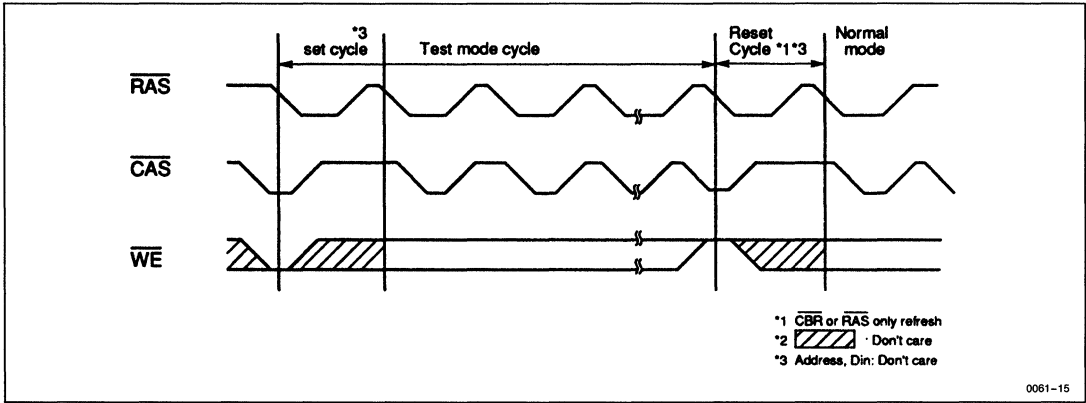 *3
set cycle
Test mode cycle
Reset
Cycle *1*3
Normal
mode
RAS
CAS
WE
*1 CBR or RAS only refresh
*2 · Don't care
*3 Address, Din: Don't care
0061–15